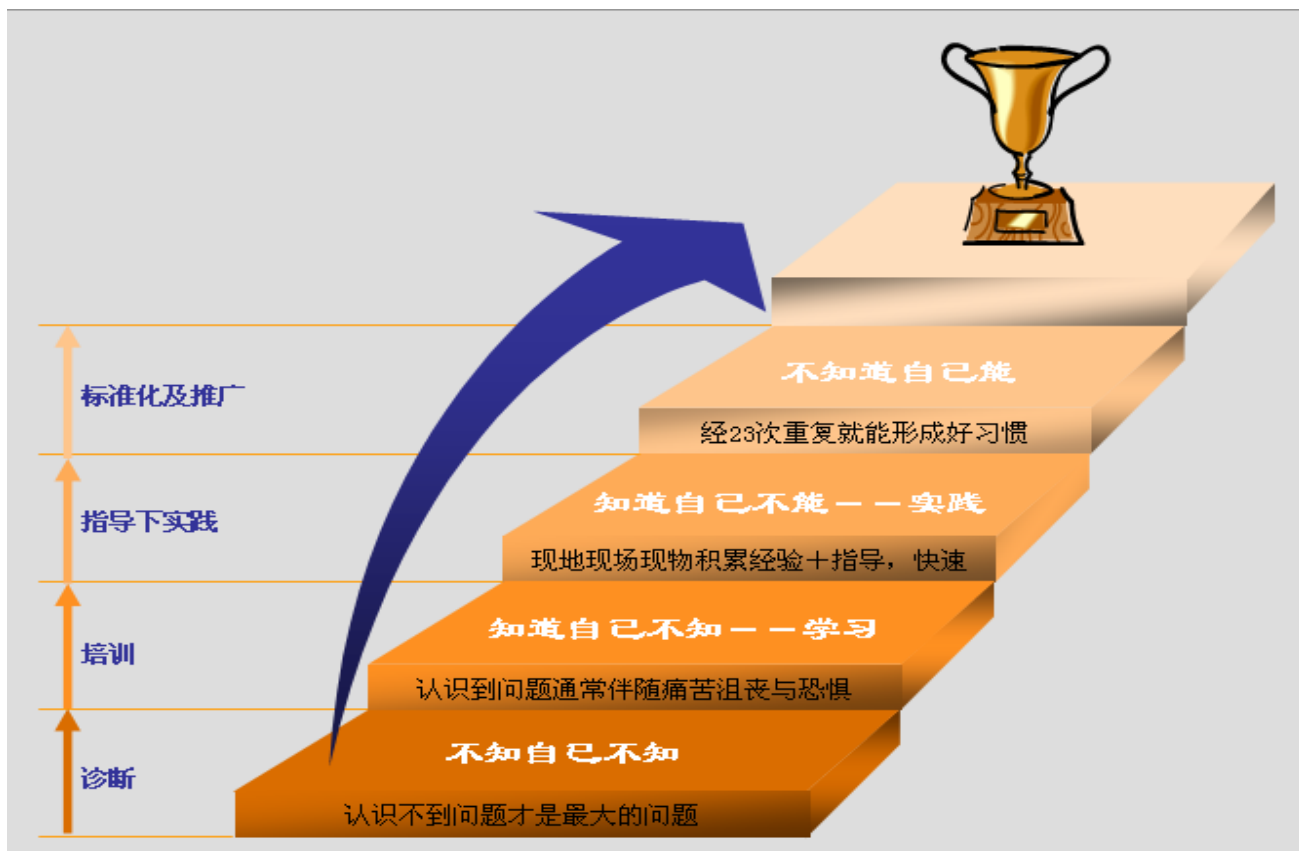 不知道自己能
标准化及推广
经23次重复就能形成好习惯
知道自己不能－－实践
指导下实践
现地现场现物积累经验＋指导，快速
知道自己不知－－学习
培训
认识到问题通常伴随痛苦沮丧与恐惧
不知自己不知
诊断
认识不到问题才是最大的问题